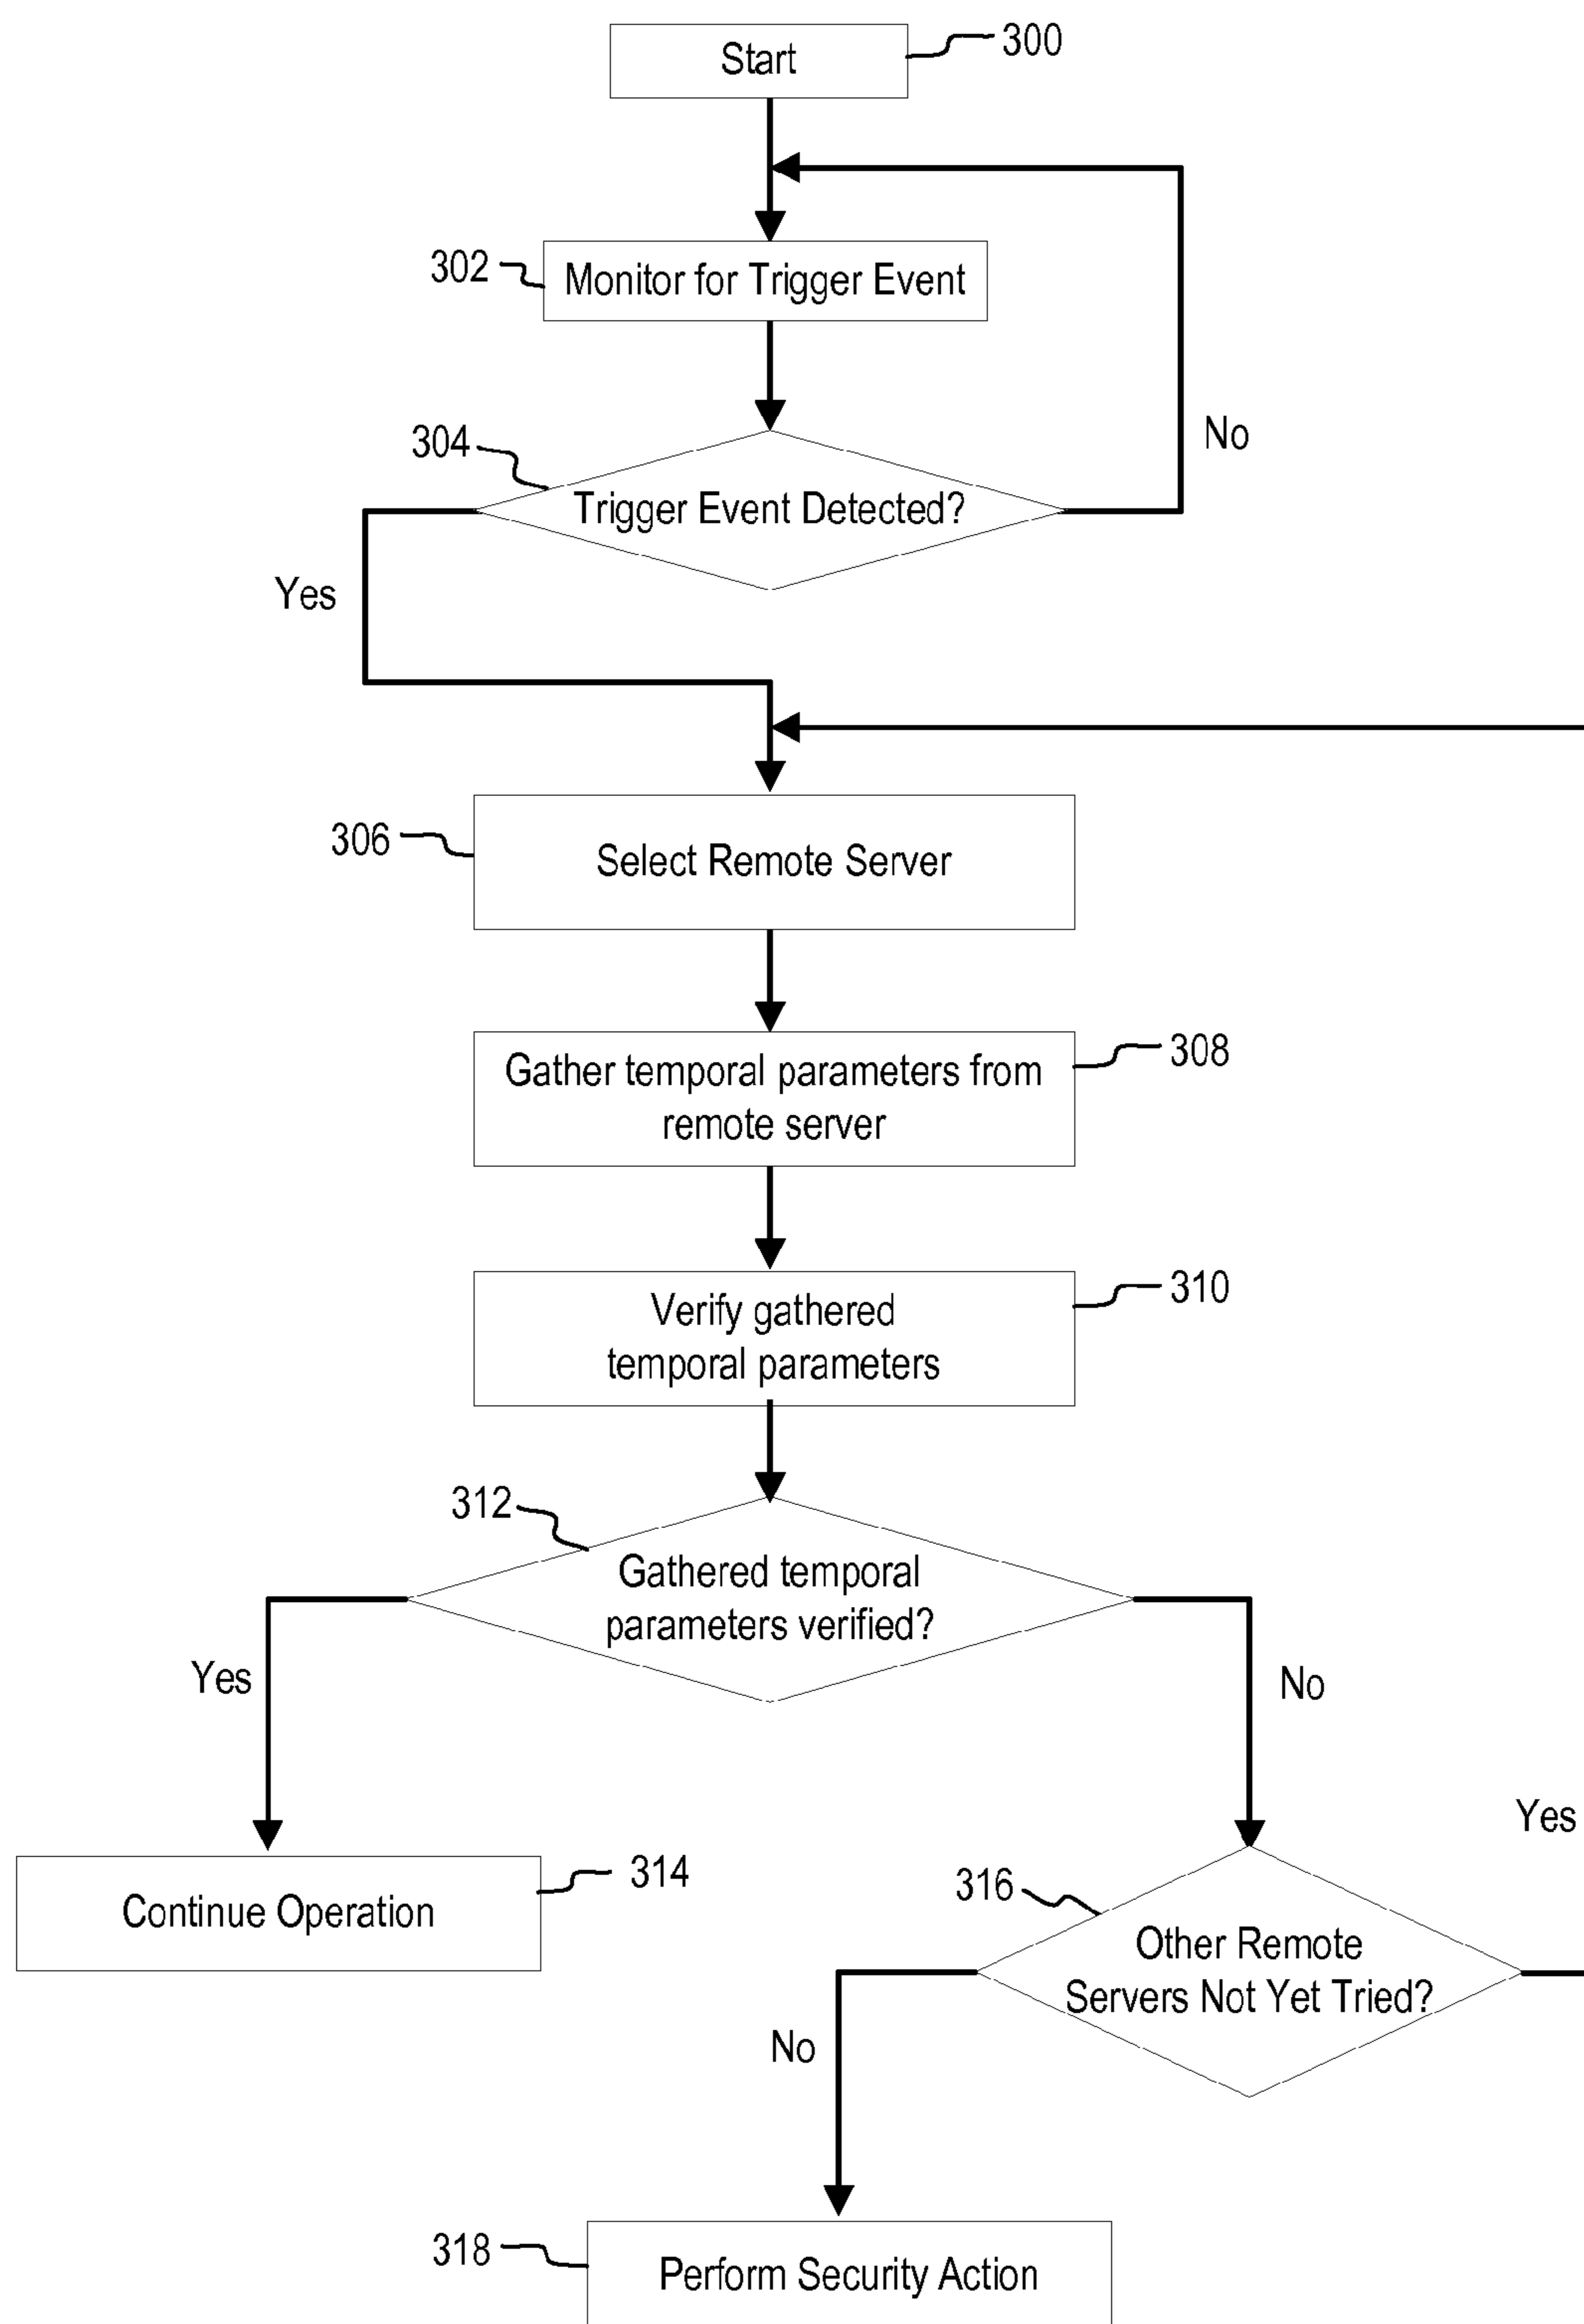 Start
300
302
Monitor for Trigger Event
304
Trigger Event Detected?
No
Yes
306
Select Remote Server
308
Gather temporal parameters from
remote server
310
Verify gathered
temporal parameters
312
Gathered temporal
parameters verified?
Yes
No
Yes
Continue Operation
314
316
Other Remote
Servers Not Yet Tried?
No
318
Perform Security Action